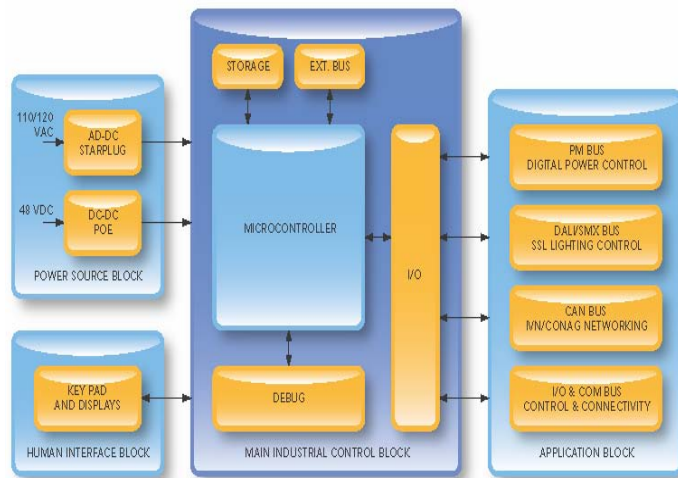 STORAGE
EXT. BUS
110/120
VAC
AD-DC
STARPLUG
48 VDC
DC-DC
POE
POWER SOURCE BLOCK
MICROCONTROLLER
I/O
PM BUS
DIGITAL POWER CONTROL
DALI/SMX BUS
SSL LIGHTING CONTROL
CAN BUS
IVN/CONAG NETWORKING
I/O & COM BUS
CONTROL & CONNECTIVITY
KEY PAD
AND DISPLAYS
DEBUG
HUMAN INTERFACE BLOCK
MAIN INDUSTRIAL CONTROL BLOCK
APPLICATION BLOCK